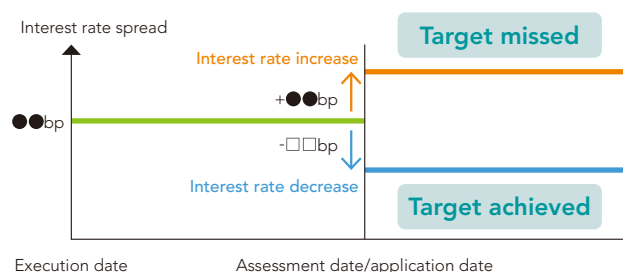 Interest rate spread
Target missed
Interest rate increase
+●●bp
●●bp
-□□bp
Interest rate decrease
Target achieved
Execution date
Assessment date/application date